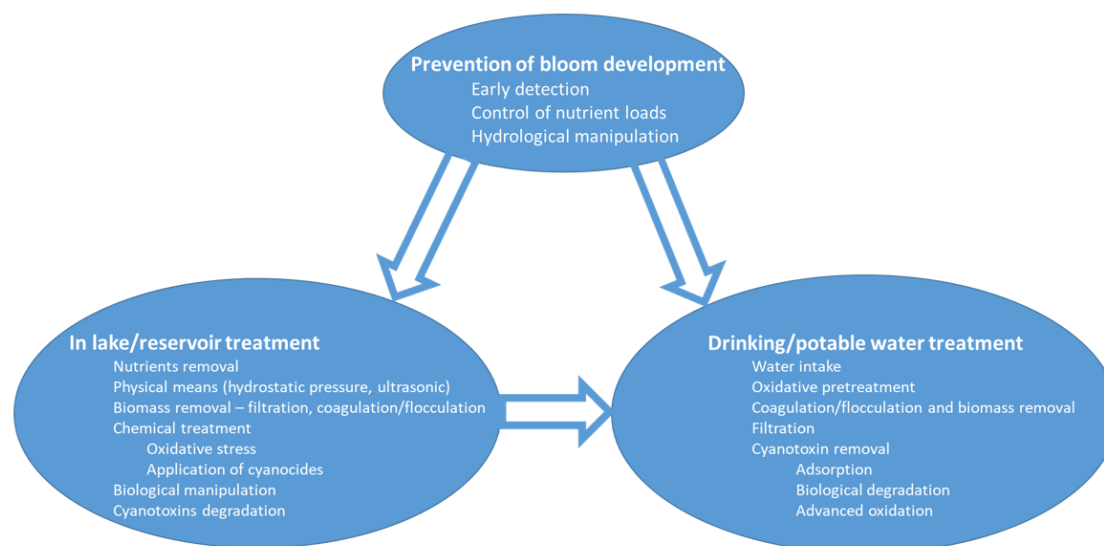 Prevention of bloom development
Early detection
Control of nutrient loads
Hydrological manipulation
In lake/reservoir treatment
Nutrients removal
Physical means (hydrostatic pressure, ultrasonic)
Biomass removal – filtration, coagulation/flocculation
Chemical treatment
Oxidative stress
Application of cyanocides
Biological manipulation
Cyanotoxins degradation
Drinking/potable water treatment
Water intake
Oxidative pretreatment
Coagulation/flocculation and biomass removal
Filtration
Cyanotoxin removal
Adsorption
Biological degradation
Advanced oxidation